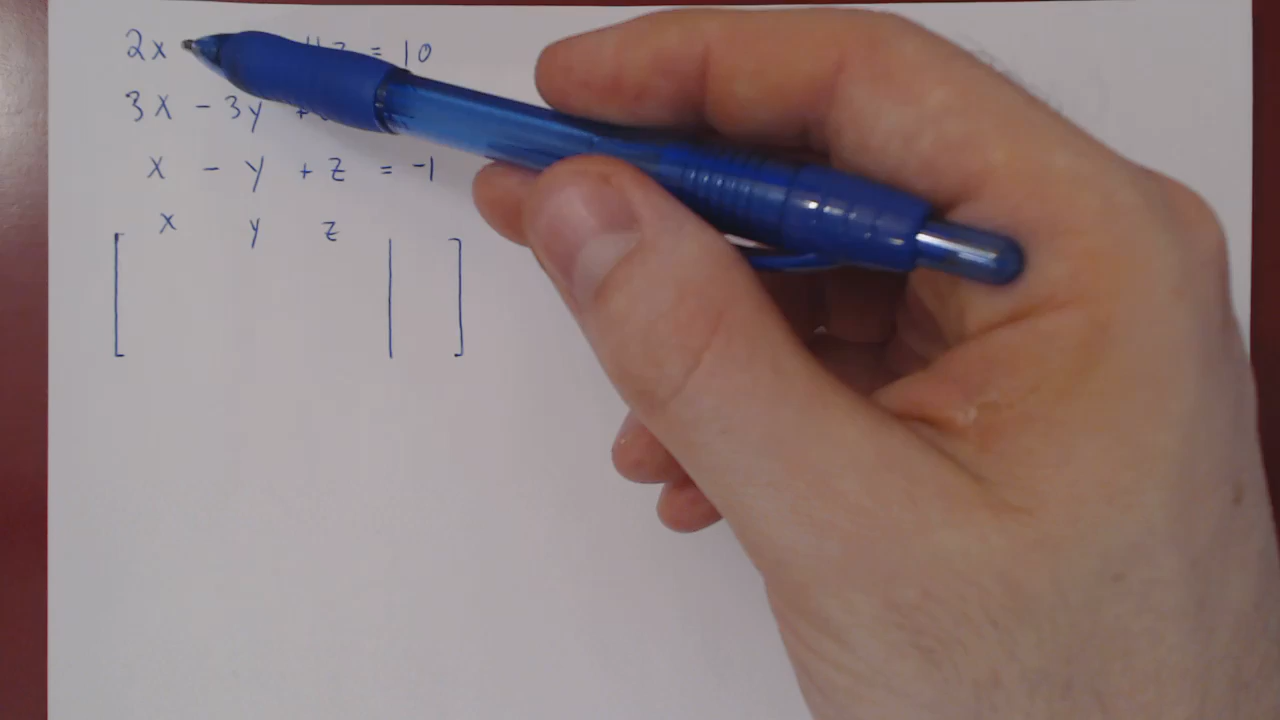 2x = 10
3x - 3y +
x - y + z = -1
x y z